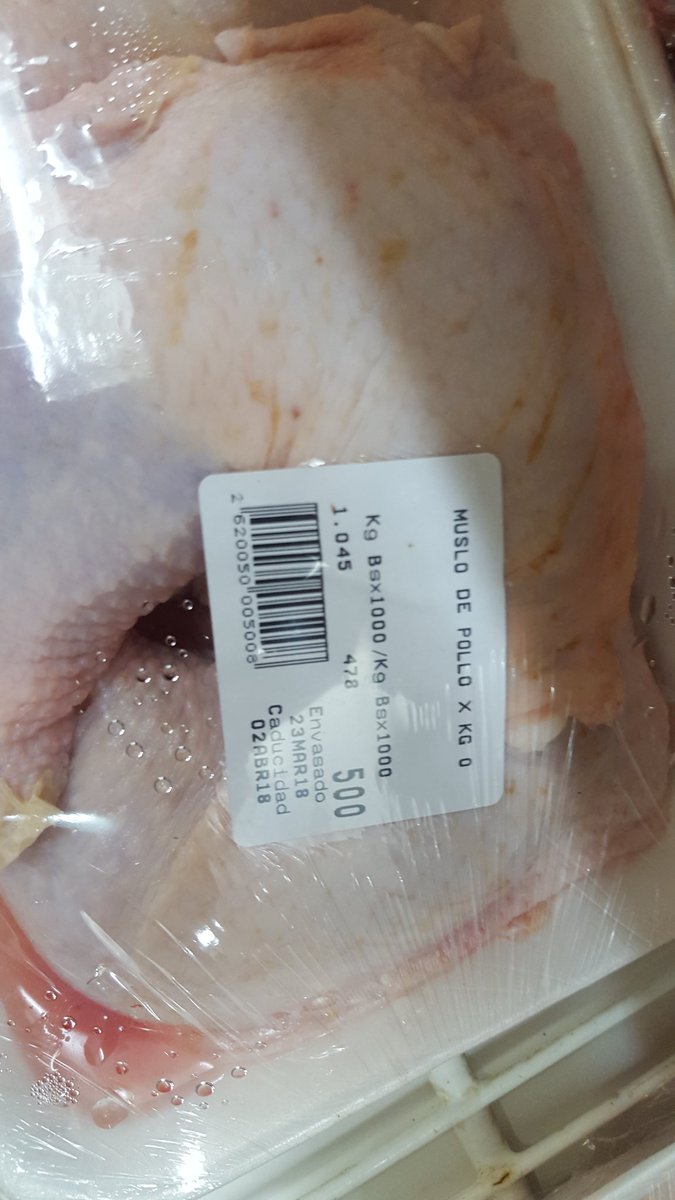 MUSLO DE POLLO X KG 0
Kg Bsx1000/Kg Bsx1000
1.045 478 500
Envasado
23MAR18
Caducidad
02ABR18
2 620050 005008